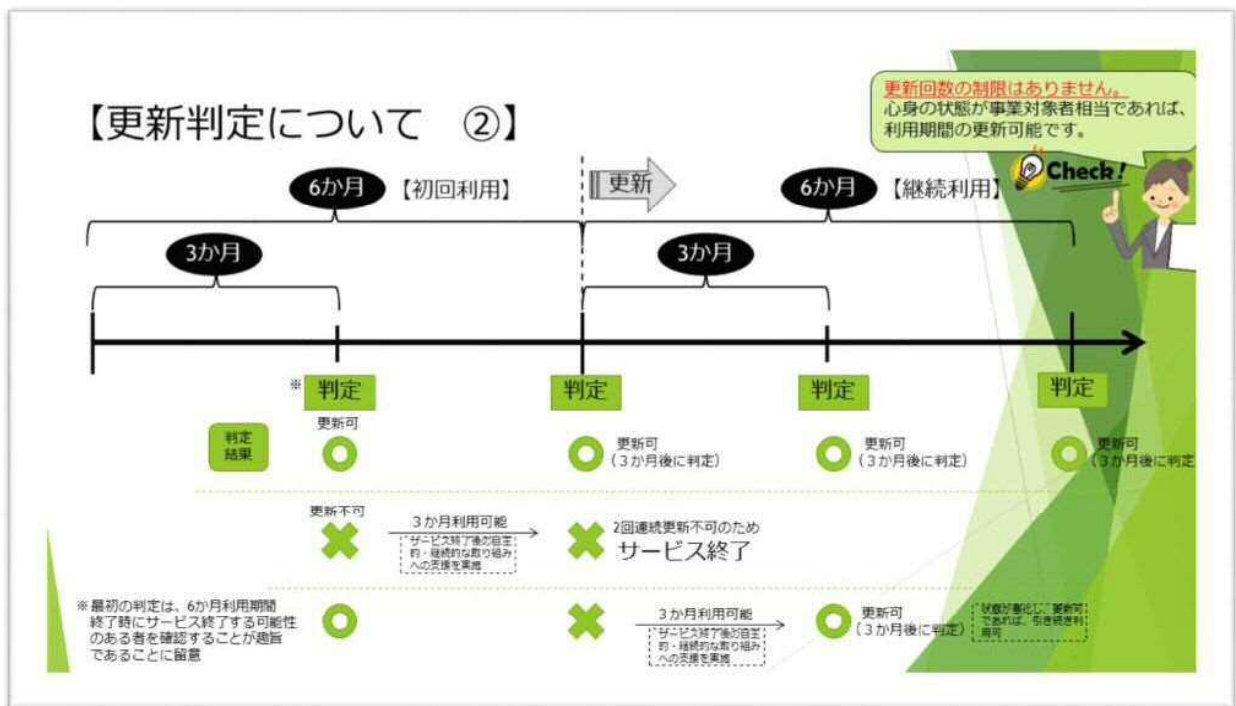 【更新判定について ②】
更新回数の制限はありません。
心身の状態が事業対象者相当であれば、
利用期間の更新可能です。
Check!
6か月 【初回利用】
更新
6か月 【継続利用】
3か月
3か月
※ 判定
判定
判定
判定
判定
結果
更新可
更新可
(3か月後に判定)
更新可
(3か月後に判定)
更新可
(3か月後に判定
更新不可
3か月利用可能
サービス終了後の自主
的・継続的な取り組み
への支援を実施
2回連続更新不可のため
サービス終了
※最初の判定は、6か月利用期間
終了時にサービス終了する可能性
のある者を確認することが趣旨
であることに留意
3か月利用可能
サービス終了後の自主
的・継続的な取り組み
への支援を実施
更新可
(3か月後に判定)
状態が悪化し、更新可
であれば、引き続き利
用可